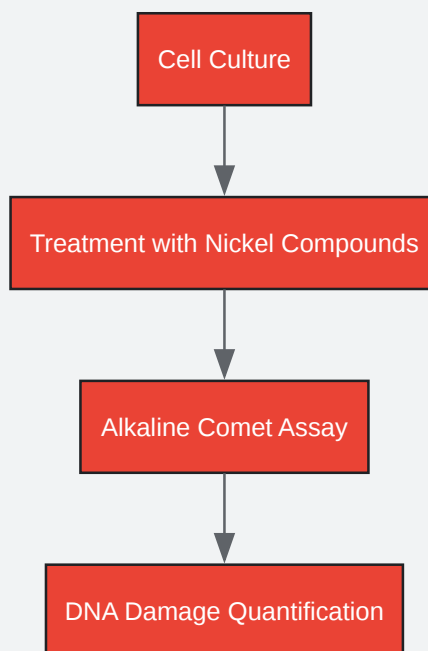 Cell Culture
Treatment with Nickel Compounds
Alkaline Comet Assay
DNA Damage Quantification